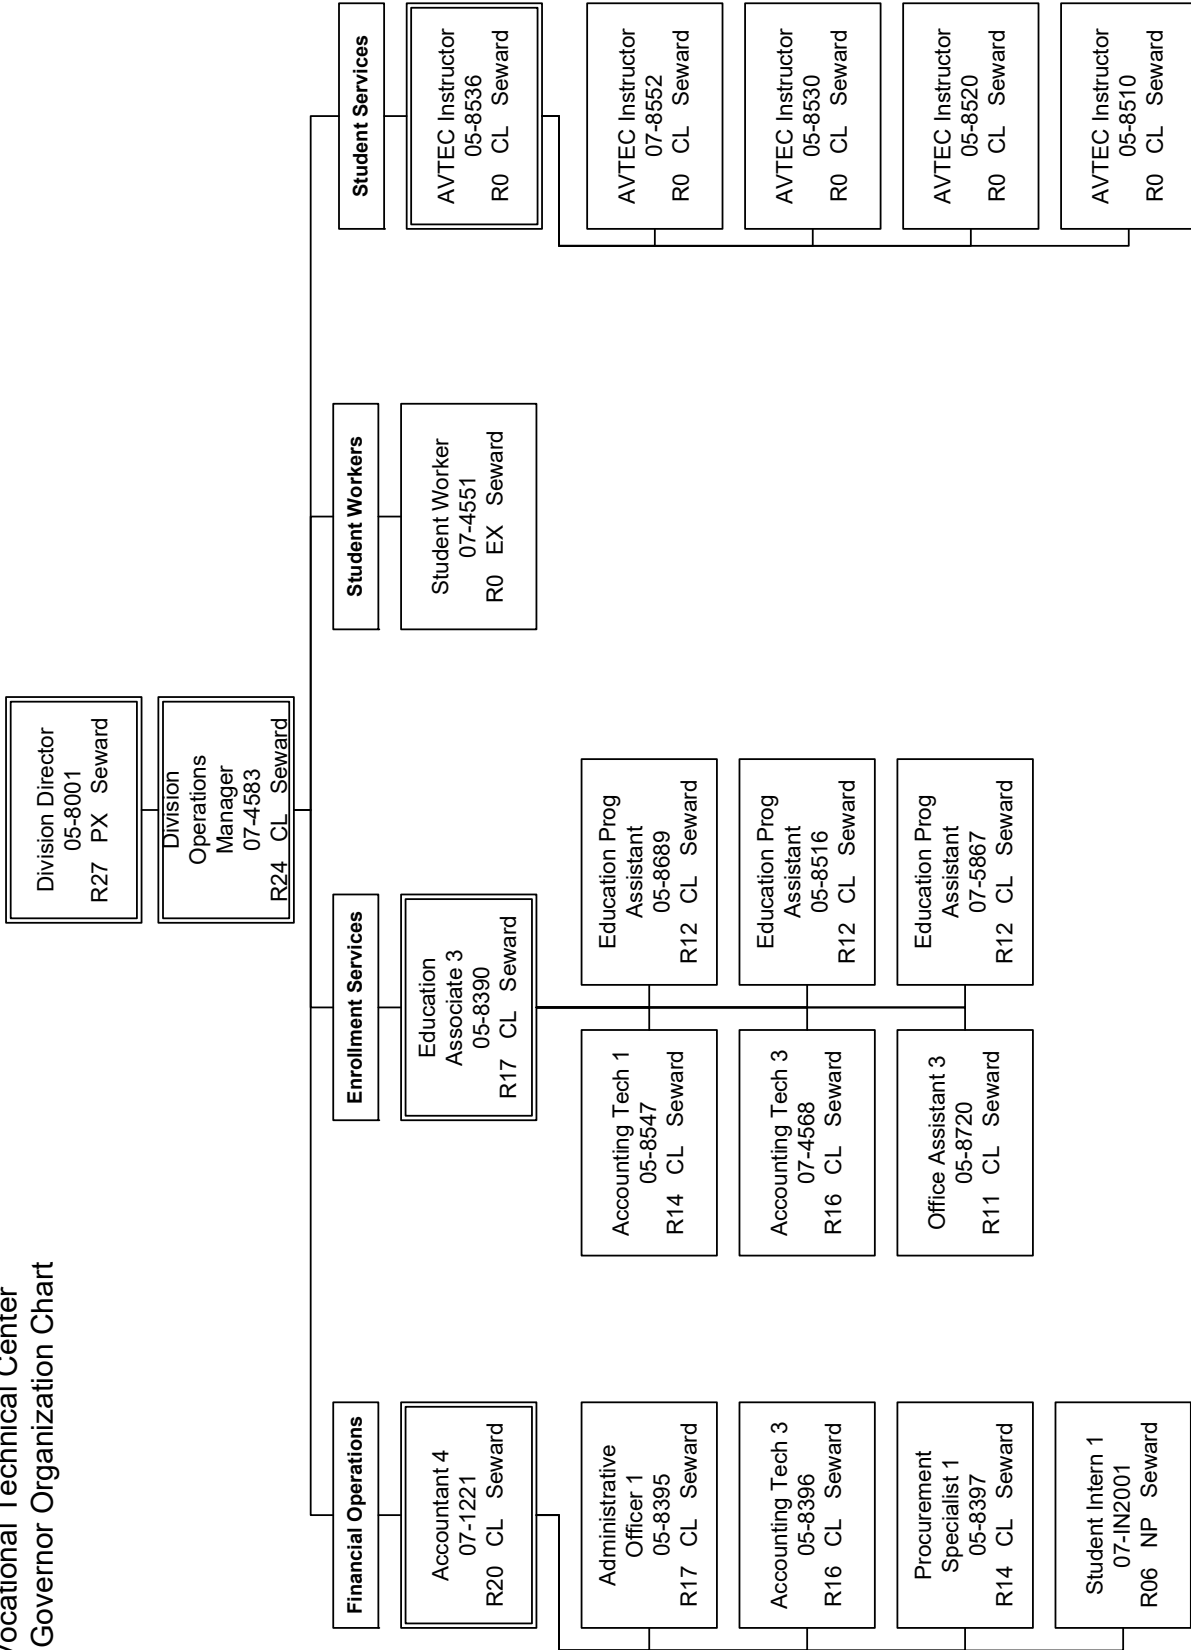 Vocational Technical Center
Governor Organization Chart
Division Director
05-8001
R27 PX Seward
Division
Operations
Manager
07-4583
R24 CL Seward
Financial Operations
Accountant 4
07-1221
R20 CL Seward
Administrative
Officer 1
05-8395
R17 CL Seward
Accounting Tech 3
05-8396
R16 CL Seward
Procurement
Specialist 1
05-8397
R14 CL Seward
Student Intern 1
07-IN2001
R06 NP Seward
Enrollment Services
Education
Associate 3
05-8390
R17 CL Seward
Accounting Tech 1
05-8547
R14 CL Seward
Education Prog
Assistant
05-8689
R12 CL Seward
Accounting Tech 3
07-4568
R16 CL Seward
Education Prog
Assistant
05-8516
R12 CL Seward
Office Assistant 3
05-8720
R11 CL Seward
Education Prog
Assistant
07-5867
R12 CL Seward
Student Workers
Student Worker
07-4551
R0 EX Seward
Student Services
AVTEC Instructor
05-8536
R0 CL Seward
AVTEC Instructor
07-8552
R0 CL Seward
AVTEC Instructor
05-8530
R0 CL Seward
AVTEC Instructor
05-8520
R0 CL Seward
AVTEC Instructor
05-8510
R0 CL Seward